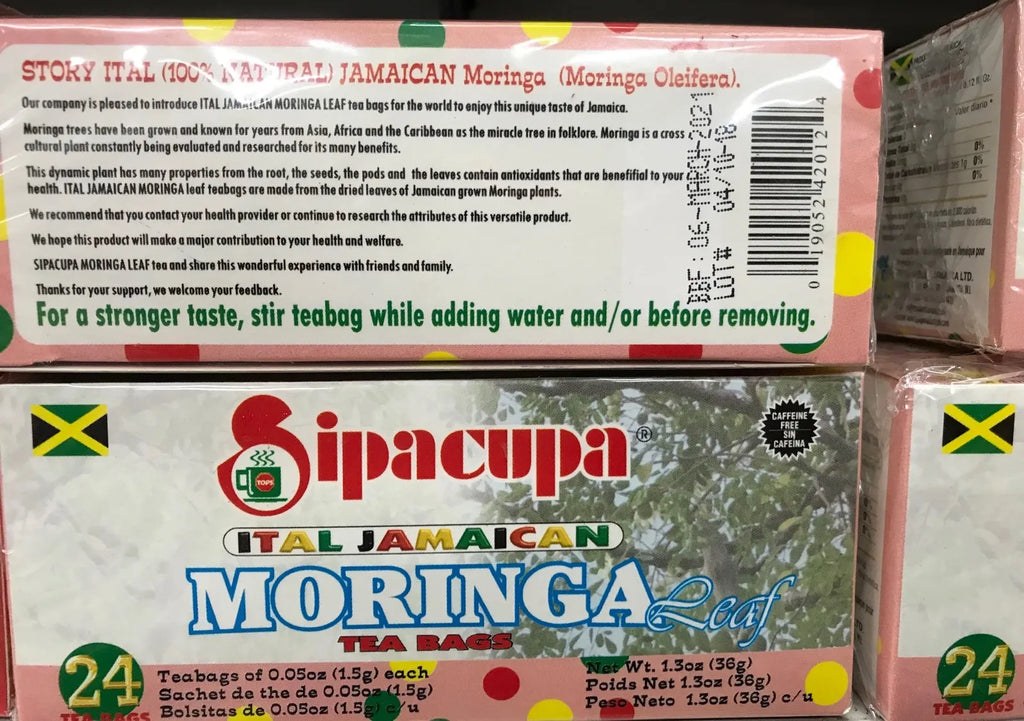 STORY ITAL (100% NATURAL) JAMAICAN Moringa (Moringa Oleifera).
Our company is pleased to introduce ITAL JAMAICAN MORINGA LEAF tea bags for the world to enjoy this unique taste of Jamaica.
Moringa trees have been grown and known for years from Asia, Africa and the Caribbean as the miracle tree in folklore. Moringa is a cross
cultural plant constantly being evaluated and researched for its many benefits.
This dynamic plant has many properties from the root, the seeds, the pods and the leaves contain antioxidants that are benefifial to your
health. ITAL JAMAICAN MORINGA leaf teabags are made from the dried leaves of Jamaican grown Moringa plants.
We recommend that you contact your health provider or continue to research the attributes of this versatile product.
We hope this product will make a major contribution to your health and welfare.
SIPACUPA MORINGA LEAF tea and share this wonderful experience with friends and family.
Thanks for your support, we welcome your feedback.
For a stronger taste, stir teabag while adding water and/or before removing.
BBF: 06-MARCH-2021
LOT# 04/10-18
0 19052 42012 4
Valor diario *
0%
0%
0%
LTD.
Sipacupa ®
TOPS
CAFFEINE
FREE
SIN
CAFEINA
ITAL JAMAICAN
MORINGA Leaf
TEA BAGS
24
TEA BAGS
Teabags of 0.05oz (1.5g) each
Sachet de the de 0.05oz (1.5g)
Bolsitas de 0.05oz (1.5g) c/u
Net Wt. 1.3oz (36g)
Poids Net 1.3oz (36g)
Peso Neto 1.3oz (36g) c/u
24
TEA BAGS